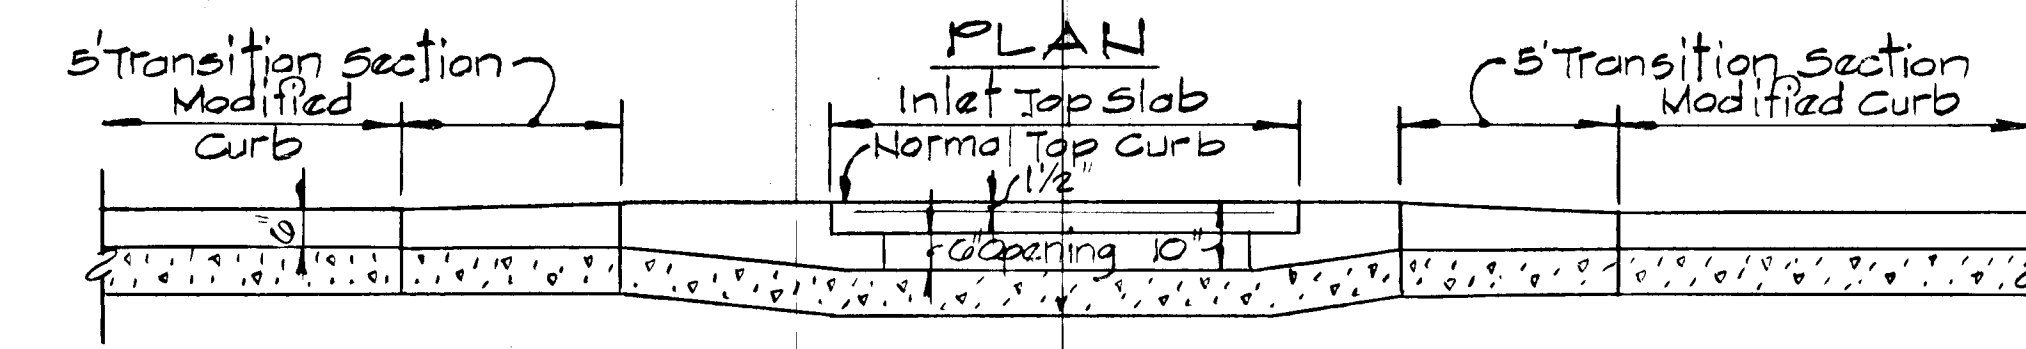 PLAN
5' Transition Section
Modified
Curb
Inlet Top Slab
Normal Top Curb
1½"
5' Transition Section
Modified Curb
6"
6" Opening 10"